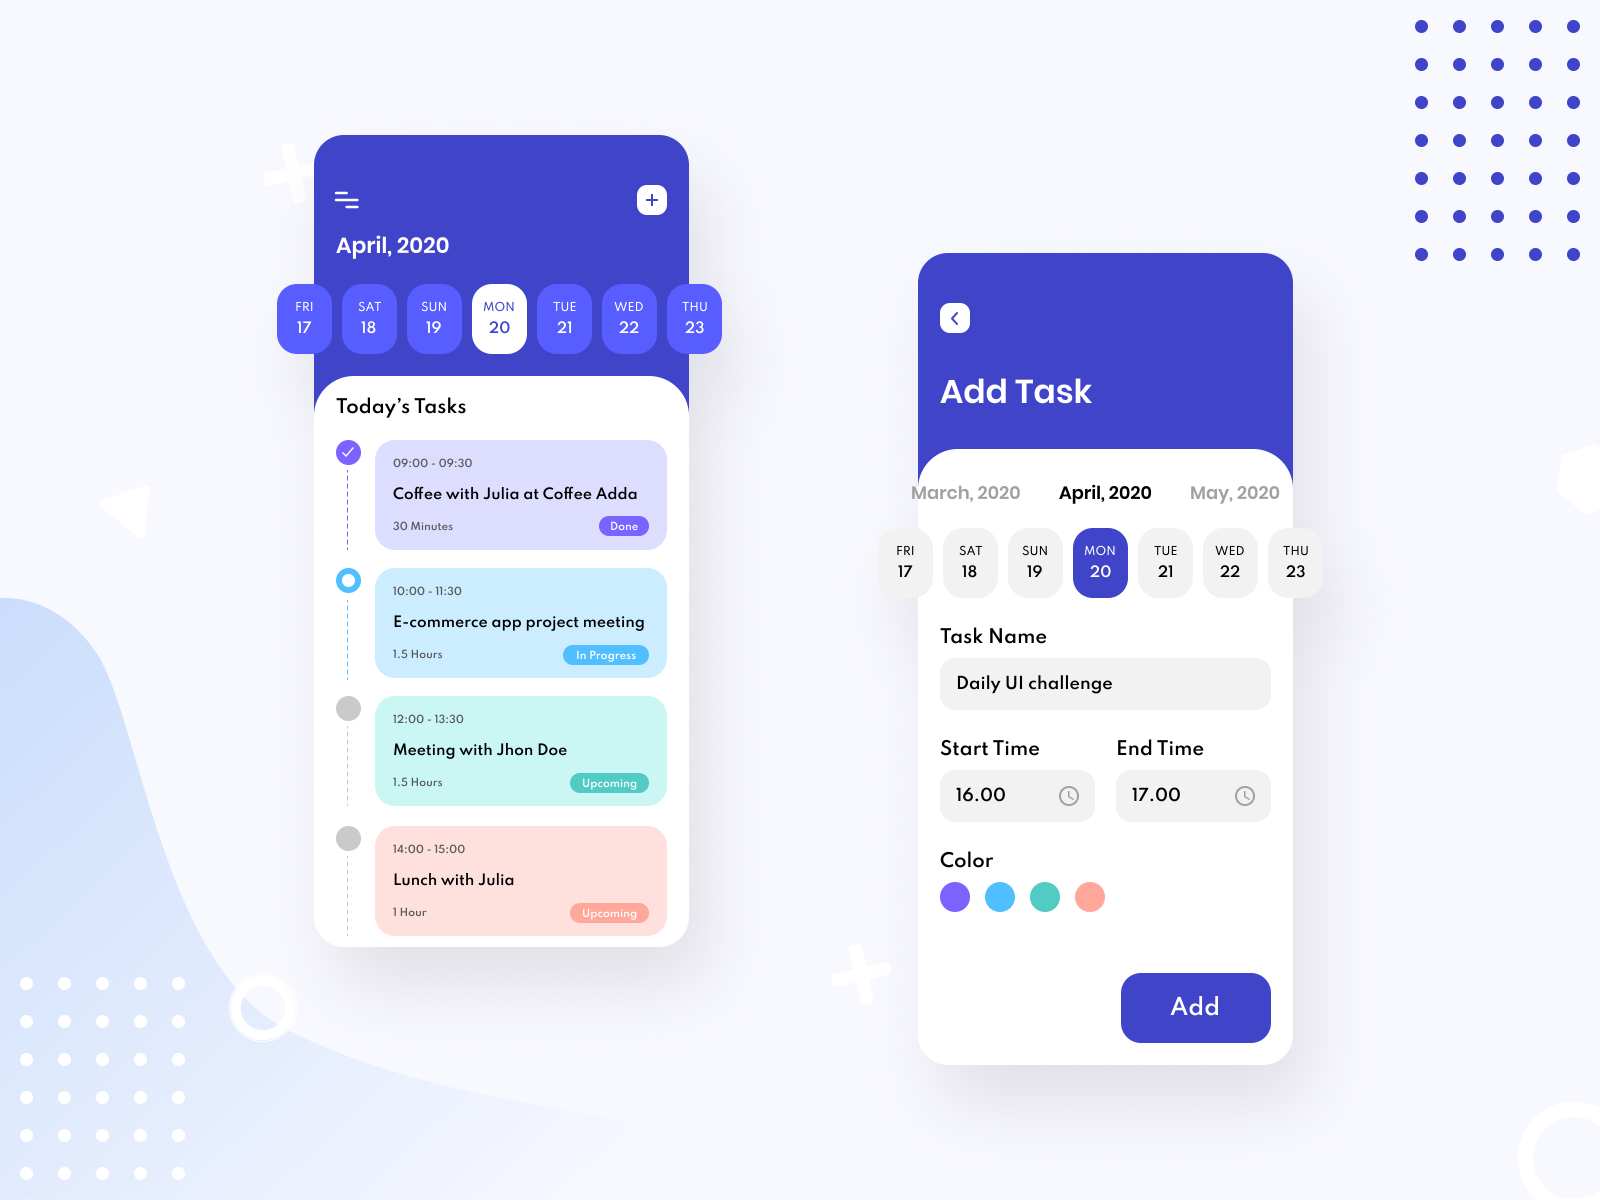 April, 2020
FRI SAT SUN MON TUE WED THU
17 18 19 20 21 22 23
Today's Tasks
09:00 - 09:30
Coffee with Julia at Coffee Adda
30 Minutes Done
10:00 - 11:30
E-commerce app project meeting
1.5 Hours In Progress
12:00 - 13:30
Meeting with Jhon Doe
1.5 Hours Upcoming
14:00 - 15:00
Lunch with Julia
1 Hour Upcoming
Add Task
March, 2020 April, 2020 May, 2020
FRI SAT SUN MON TUE WED THU
17 18 19 20 21 22 23
Task Name
Daily UI challenge
Start Time End Time
16.00 17.00
Color
Add